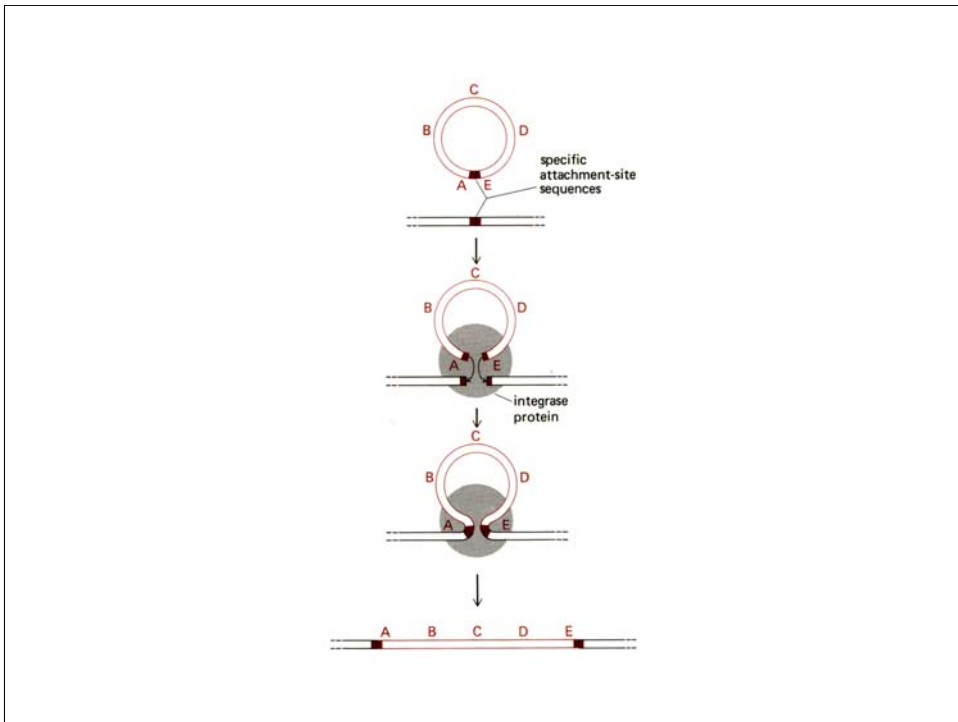 C
B D
specific
attachment-site
sequences
A E
C
B D
A E
integrase
protein
C
B D
A E
A B C D E